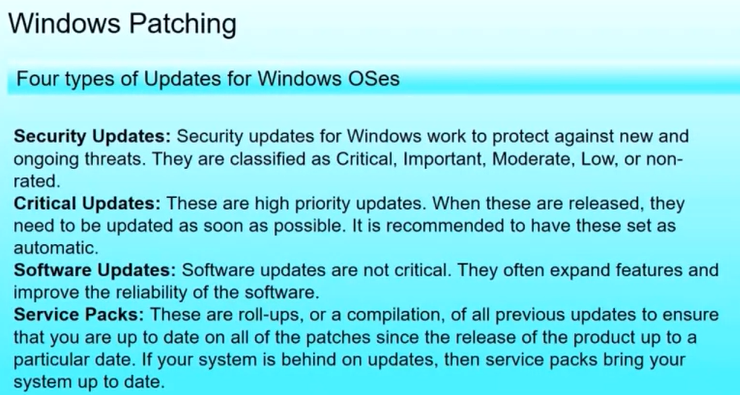 Windows Patching
Four types of Updates for Windows OSes
Security Updates: Security updates for Windows work to protect against new and
ongoing threats. They are classified as Critical, Important, Moderate, Low, or non-
rated.
Critical Updates: These are high priority updates. When these are released, they
need to be updated as soon as possible. It is recommended to have these set as
automatic.
Software Updates: Software updates are not critical. They often expand features and
improve the reliability of the software.
Service Packs: These are roll-ups, or a compilation, of all previous updates to ensure
that you are up to date on all of the patches since the release of the product up to a
particular date. If your system is behind on updates, then service packs bring your
system up to date.